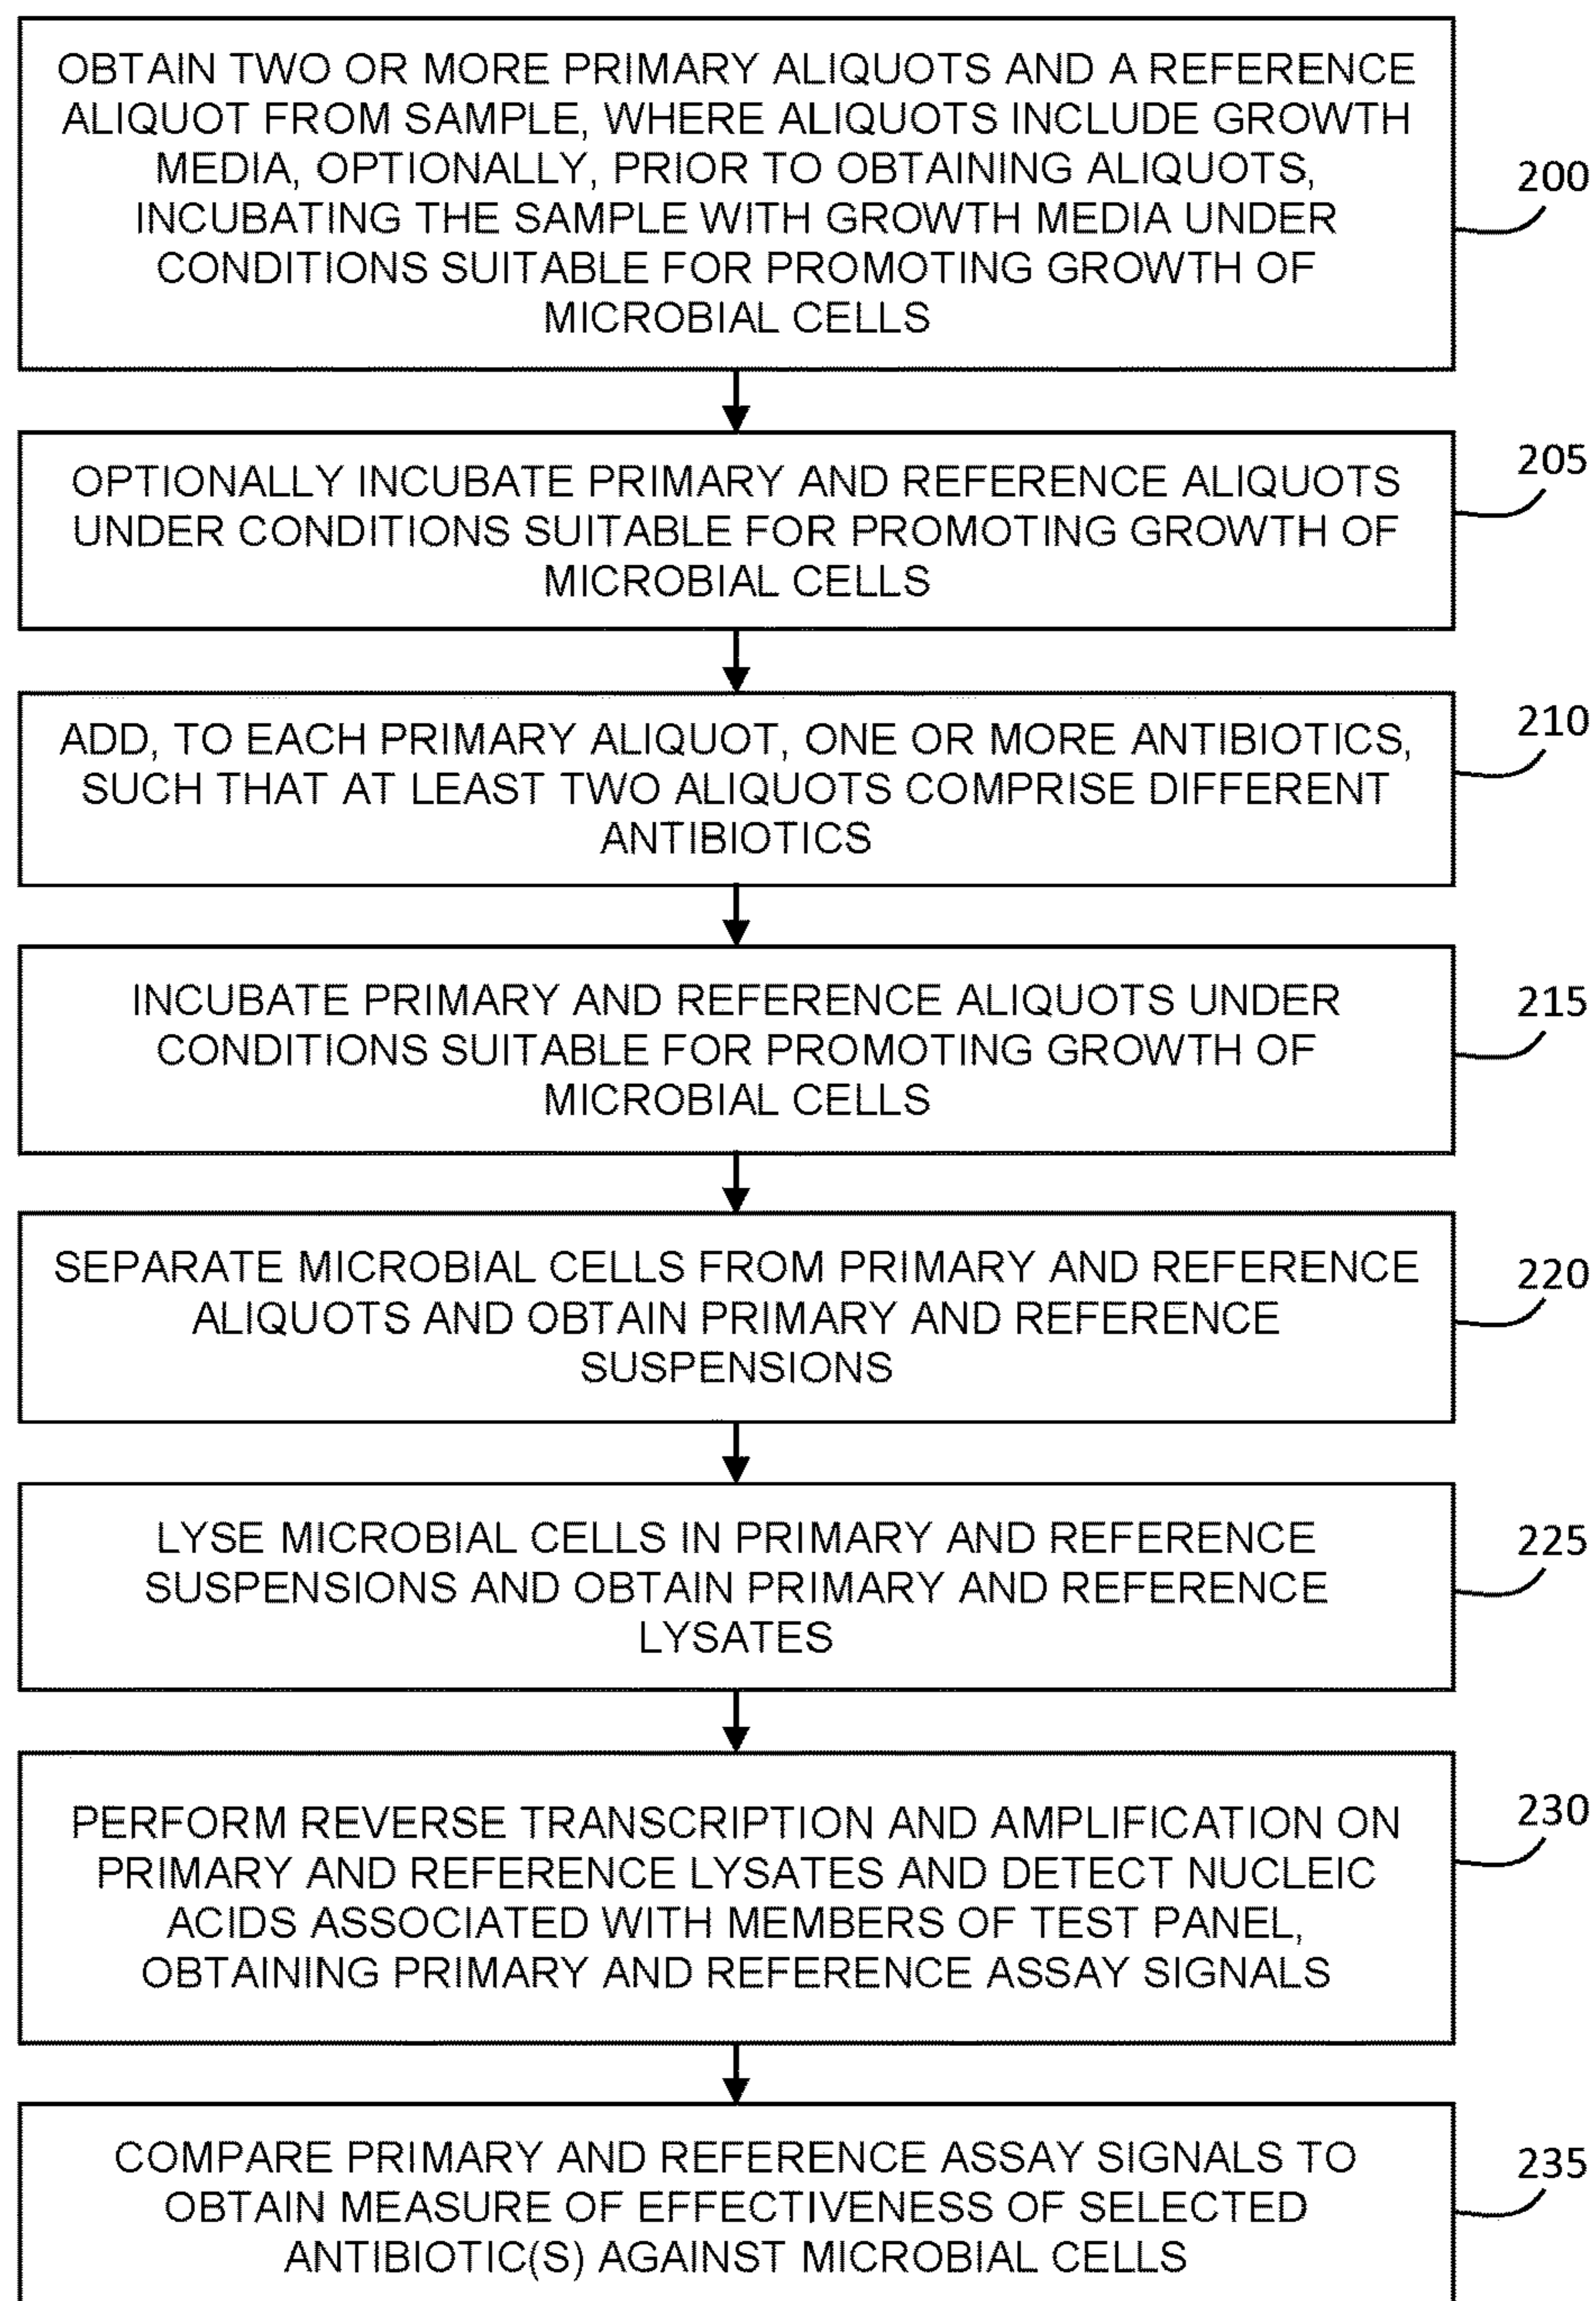 OBTAIN TWO OR MORE PRIMARY ALIQUOTS AND A REFERENCE
ALIQUOT FROM SAMPLE, WHERE ALIQUOTS INCLUDE GROWTH
MEDIA, OPTIONALLY, PRIOR TO OBTAINING ALIQUOTS,
INCUBATING THE SAMPLE WITH GROWTH MEDIA UNDER
CONDITIONS SUITABLE FOR PROMOTING GROWTH OF
MICROBIAL CELLS
200
OPTIONALLY INCUBATE PRIMARY AND REFERENCE ALIQUOTS
UNDER CONDITIONS SUITABLE FOR PROMOTING GROWTH OF
MICROBIAL CELLS
205
ADD, TO EACH PRIMARY ALIQUOT, ONE OR MORE ANTIBIOTICS,
SUCH THAT AT LEAST TWO ALIQUOTS COMPRISE DIFFERENT
ANTIBIOTICS
210
INCUBATE PRIMARY AND REFERENCE ALIQUOTS UNDER
CONDITIONS SUITABLE FOR PROMOTING GROWTH OF
MICROBIAL CELLS
215
SEPARATE MICROBIAL CELLS FROM PRIMARY AND REFERENCE
ALIQUOTS AND OBTAIN PRIMARY AND REFERENCE
SUSPENSIONS
220
LYSE MICROBIAL CELLS IN PRIMARY AND REFERENCE
SUSPENSIONS AND OBTAIN PRIMARY AND REFERENCE
LYSATES
225
PERFORM REVERSE TRANSCRIPTION AND AMPLIFICATION ON
PRIMARY AND REFERENCE LYSATES AND DETECT NUCLEIC
ACIDS ASSOCIATED WITH MEMBERS OF TEST PANEL,
OBTAINING PRIMARY AND REFERENCE ASSAY SIGNALS
230
COMPARE PRIMARY AND REFERENCE ASSAY SIGNALS TO
OBTAIN MEASURE OF EFFECTIVENESS OF SELECTED
ANTIBIOTIC(S) AGAINST MICROBIAL CELLS
235